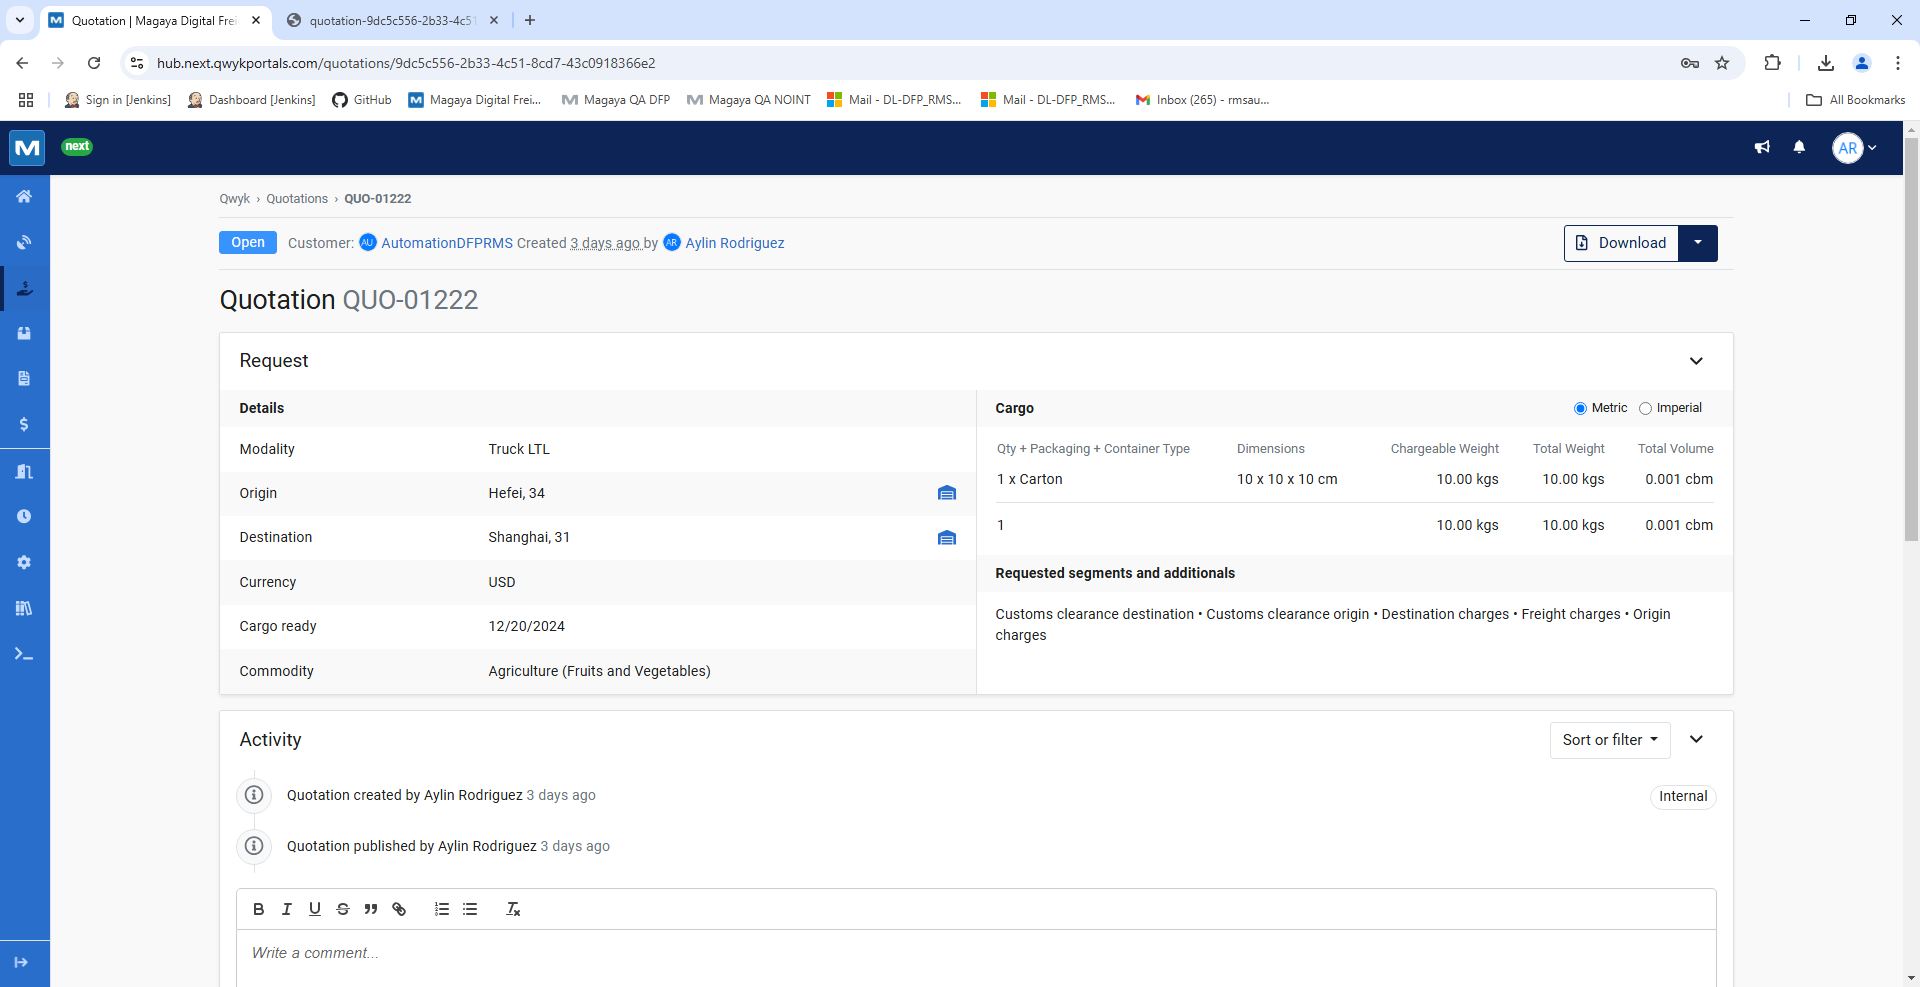 Quotation | Magaya Digital Frei
quotation-9dc5c556-2b33-4c51
hub.next.qwykportals.com/quotations/9dc5c556-2b33-4c51-8cd7-43c0918366e2
Sign in [Jenkins]
Dashboard [Jenkins]
GitHub
Magaya Digital Frei...
Magaya QA DFP
Magaya QA NOINT
Mail - DL-DFP_RMS...
Mail - DL-DFP_RMS...
Inbox (265) - rmsau...
All Bookmarks
next
AR
Qwyk › Quotations › QUO-01222
Open Customer: AU AutomationDFPRMS Created 3 days ago by AR Aylin Rodriguez
Download
Quotation QUO-01222
Request
Details
Modality Truck LTL
Origin Hefei, 34
Destination Shanghai, 31
Currency USD
Cargo ready 12/20/2024
Commodity Agriculture (Fruits and Vegetables)
Cargo Metric Imperial
Qty + Packaging + Container Type Dimensions Chargeable Weight Total Weight Total Volume
1 x Carton 10 x 10 x 10 cm 10.00 kgs 10.00 kgs 0.001 cbm
1 10.00 kgs 10.00 kgs 0.001 cbm
Requested segments and additionals
Customs clearance destination • Customs clearance origin • Destination charges • Freight charges • Origin
charges
Activity
Sort or filter
Quotation created by Aylin Rodriguez 3 days ago
Internal
Quotation published by Aylin Rodriguez 3 days ago
Write a comment...